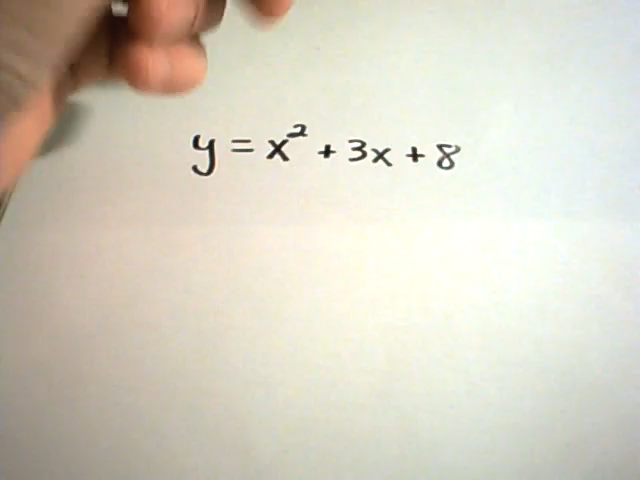 y = x² + 3x + 8